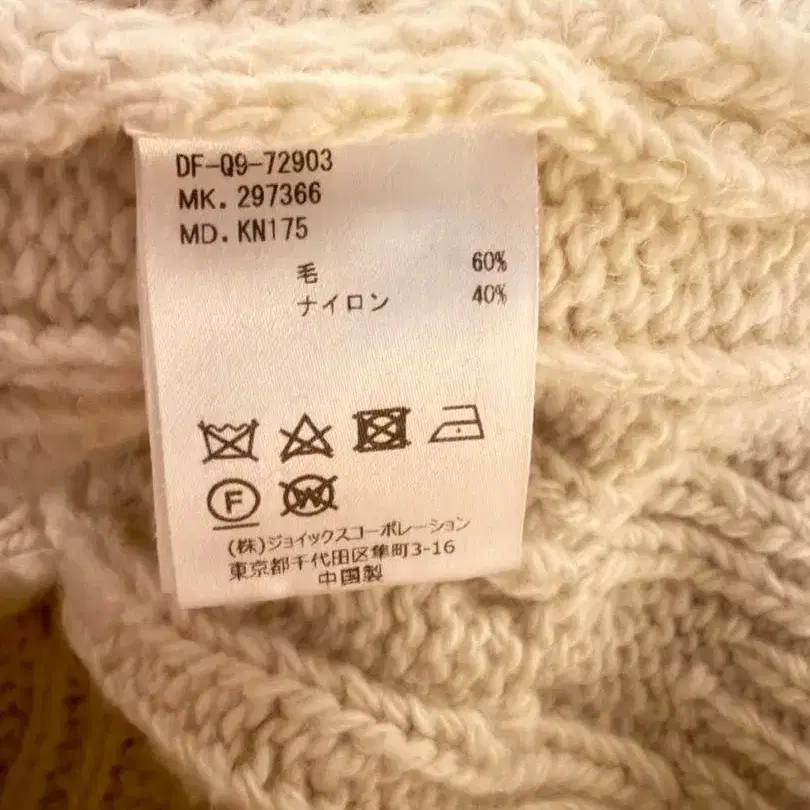 DF-Q9-72903
MK. 297366
MD. KN175
毛 60%
ナイロン 40%
F W
(株)ジョイックスコーポレーション
東京都千代田区隼町3-16
中国製